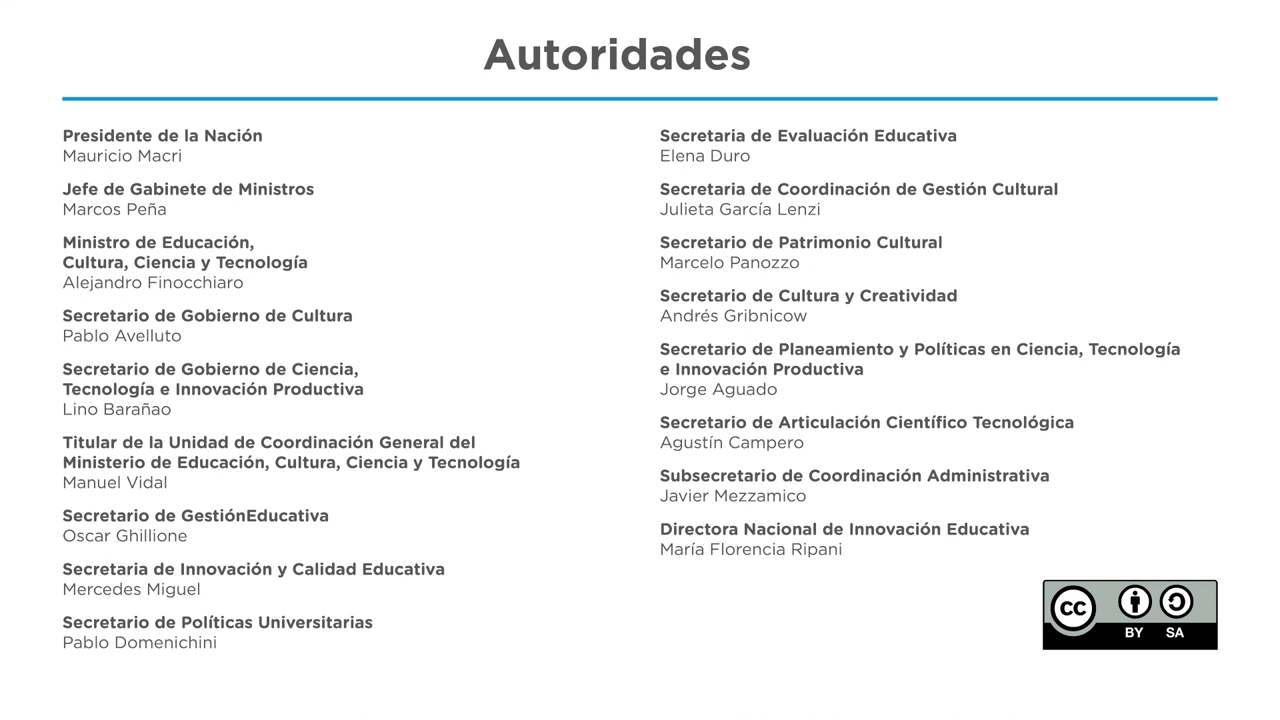 Autoridades
Presidente de la Nación
Mauricio Macri
Jefe de Gabinete de Ministros
Marcos Peña
Ministro de Educación,
Cultura, Ciencia y Tecnología
Alejandro Finocchiaro
Secretario de Gobierno de Cultura
Pablo Avelluto
Secretario de Gobierno de Ciencia,
Tecnología e Innovación Productiva
Lino Barañao
Titular de la Unidad de Coordinación General del
Ministerio de Educación, Cultura, Ciencia y Tecnología
Manuel Vidal
Secretario de GestiónEducativa
Oscar Ghillione
Secretaria de Innovación y Calidad Educativa
Mercedes Miguel
Secretario de Políticas Universitarias
Pablo Domenichini
Secretaria de Evaluación Educativa
Elena Duro
Secretaria de Coordinación de Gestión Cultural
Julieta García Lenzi
Secretario de Patrimonio Cultural
Marcelo Panozzo
Secretario de Cultura y Creatividad
Andrés Gribnicow
Secretario de Planeamiento y Políticas en Ciencia, Tecnología
e Innovación Productiva
Jorge Aguado
Secretario de Articulación Científico Tecnológica
Agustín Campero
Subsecretario de Coordinación Administrativa
Javier Mezzamico
Directora Nacional de Innovación Educativa
María Florencia Ripani
CC
BY SA